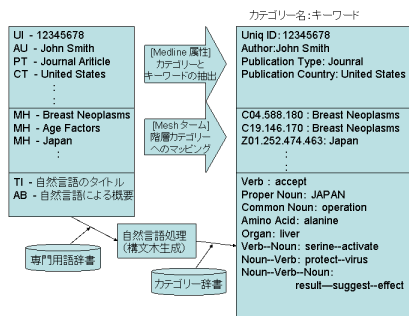 カテゴリー名：キーワード
UI - 12345678
AU - John Smith
PT - Journal Ariticle
CT - United States
:
:
MH - Breast Neoplasms
MH - Age Factors
MH - Japan
:
TI - 自然言語のタイトル
AB - 自然言語による概要
[Medline 属性]
カテゴリーと
キーワードの抽出
[Meshターム]
階層カテゴリー
へのマッピング
Uniq ID: 12345678
Author:John Smith
Publication Type: Jounral
Publication Country: United States
:
:
C04.588.180 : Breast Neoplasms
C19.146.170 : Breast Neoplasms
Z01.252.474.463: Japan
:
Verb : accept
Proper Noun: JAPAN
Common Noun: operation
Amino Acid: alanine
Organ: liver
Verb--Noun: serine--activate
Noun--Verb: protect--virus
Noun--Verb--Noun:
result—suggest--effect
自然言語処理
（構文木生成）
専門用語辞書
カテゴリー辞書